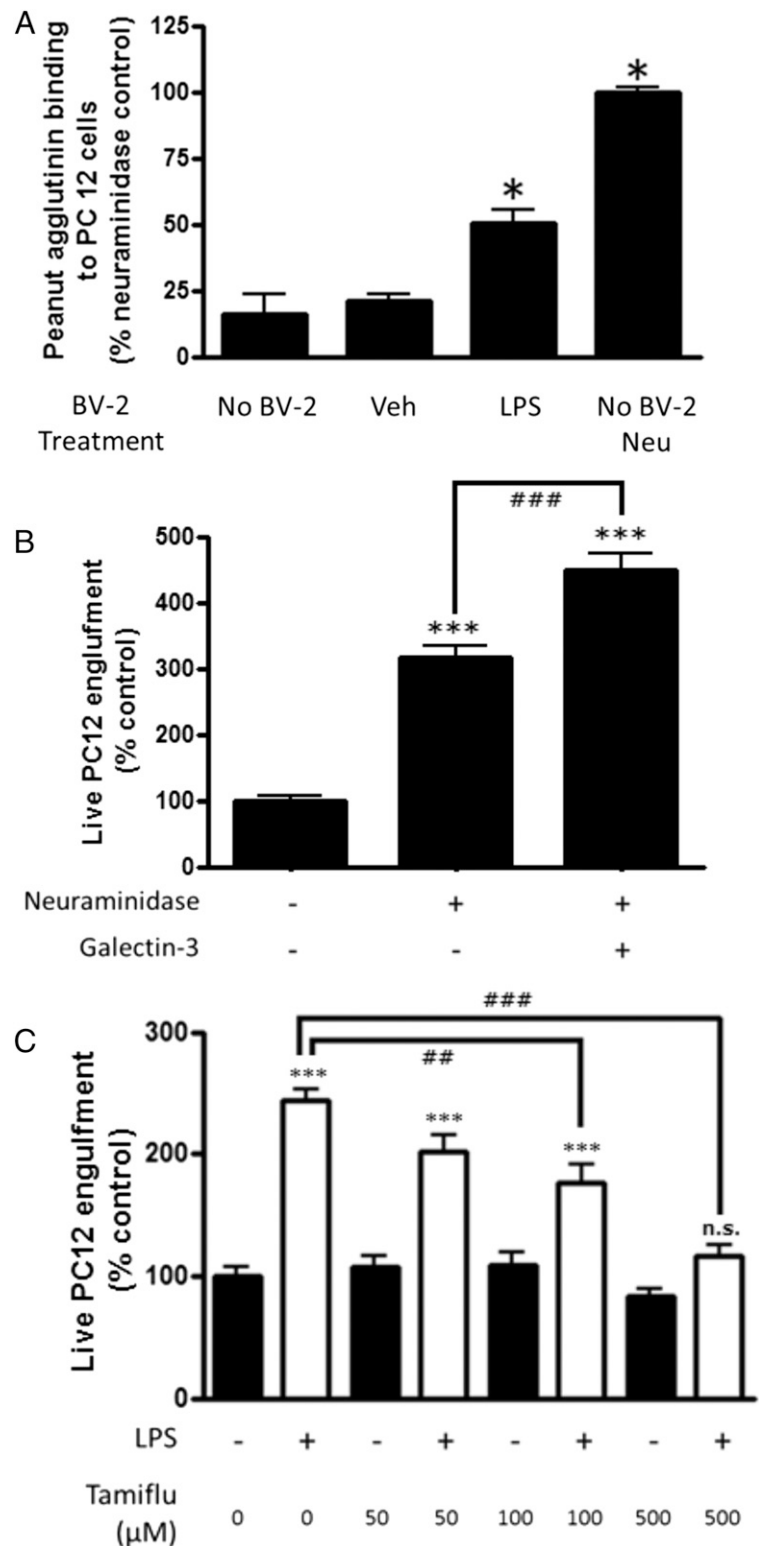 A
Peanut agglutinin binding
to PC 12 cells
(% neuraminidase control)
125
100
75
50
25
0
*
*
BV-2
Treatment
No BV-2
Veh
LPS
No BV-2
Neu
B
Live PC12 englufment
(% control)
500
400
300
200
100
0
***
###
***
Neuraminidase - + +
Galectin-3 - - +
C
Live PC12 engulfment
(% control)
300
200
100
0
###
##
***
***
***
n.s.
LPS - + - + - + - +
Tamiflu
(µM)
0 0 50 50 100 100 500 500